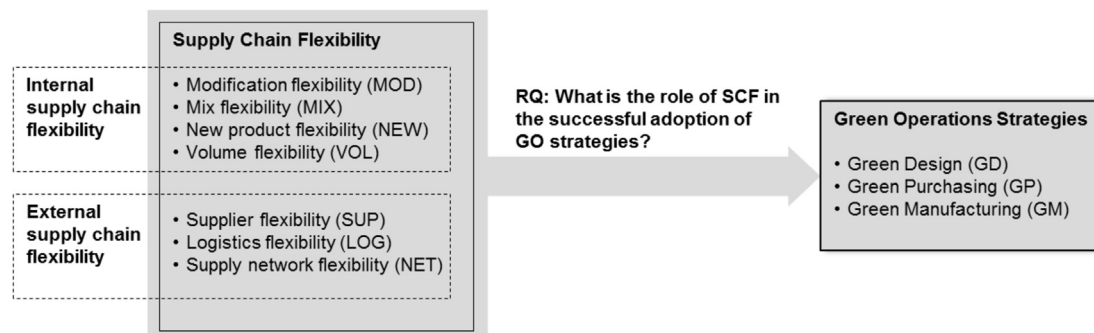 Supply Chain Flexibility
Internal
supply chain
flexibility
• Modification flexibility (MOD)
• Mix flexibility (MIX)
• New product flexibility (NEW)
• Volume flexibility (VOL)
External
supply chain
flexibility
• Supplier flexibility (SUP)
• Logistics flexibility (LOG)
• Supply network flexibility (NET)
RQ: What is the role of SCF in
the successful adoption of
GO strategies?
Green Operations Strategies
• Green Design (GD)
• Green Purchasing (GP)
• Green Manufacturing (GM)